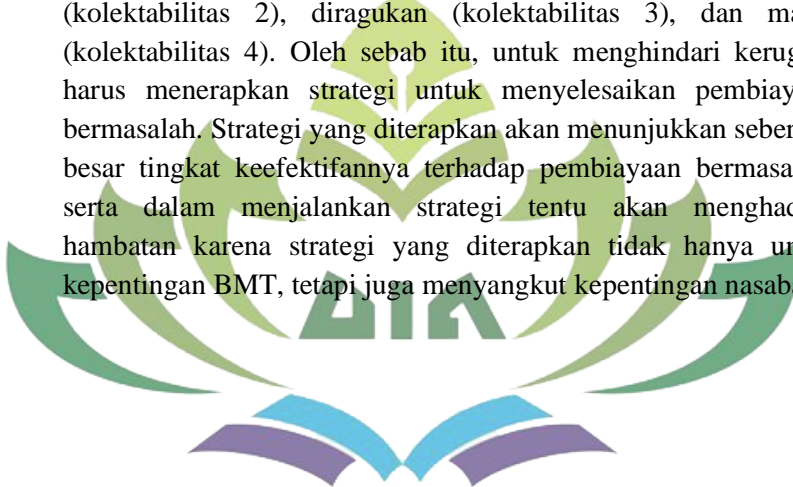 (kolektabilitas 2), diragukan (kolektabilitas 3), dan ma
(kolektabilitas 4). Oleh sebab itu, untuk menghindari kerug
harus menerapkan strategi untuk menyelesaikan pembiay
bermasalah. Strategi yang diterapkan akan menunjukkan seber
besar tingkat keefektifannya terhadap pembiayaan bermasa
serta dalam menjalankan strategi tentu akan menghad
hambatan karena strategi yang diterapkan tidak hanya un
kepentingan BMT, tetapi juga menyangkut kepentingan nasab